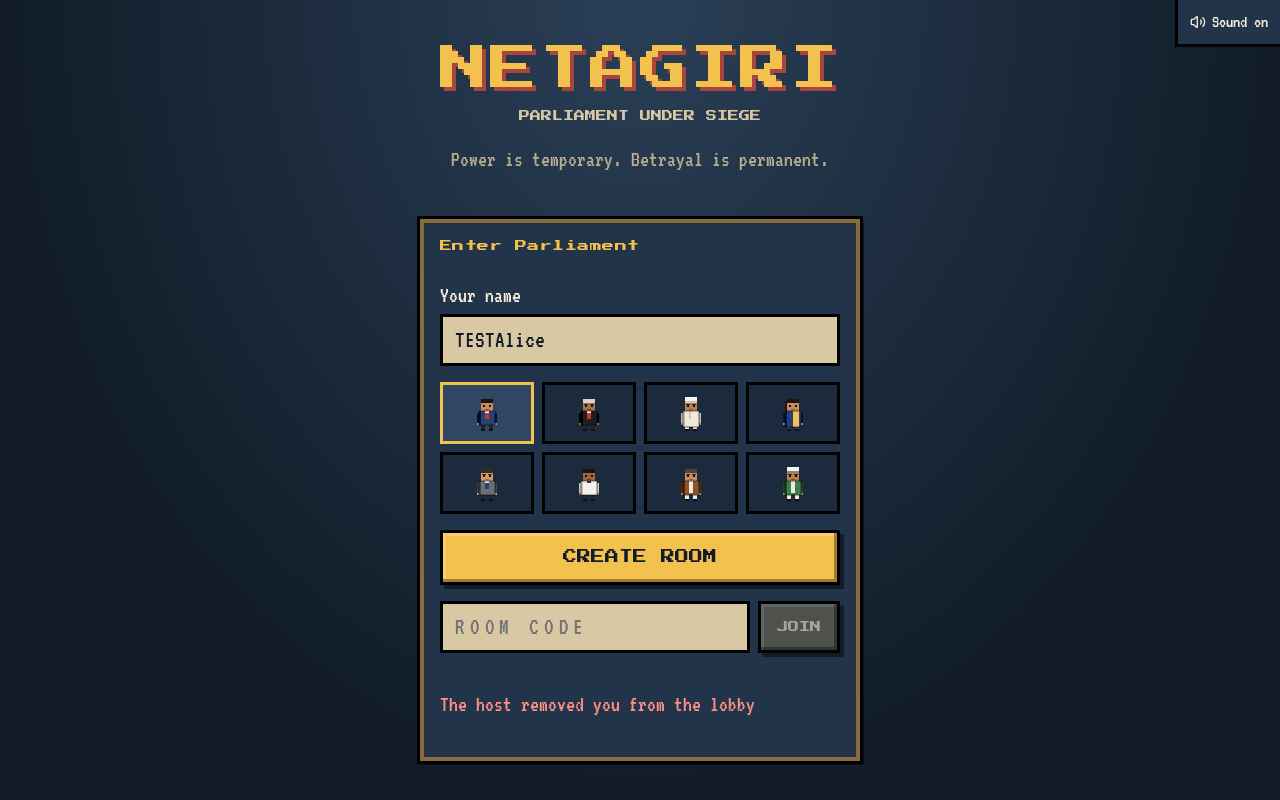 Sound on
NETAGIRI
PARLIAMENT UNDER SIEGE
Power is temporary. Betrayal is permanent.
Enter Parliament
Your name
TESTAlice
CREATE ROOM
ROOM CODE
JOIN
The host removed you from the lobby